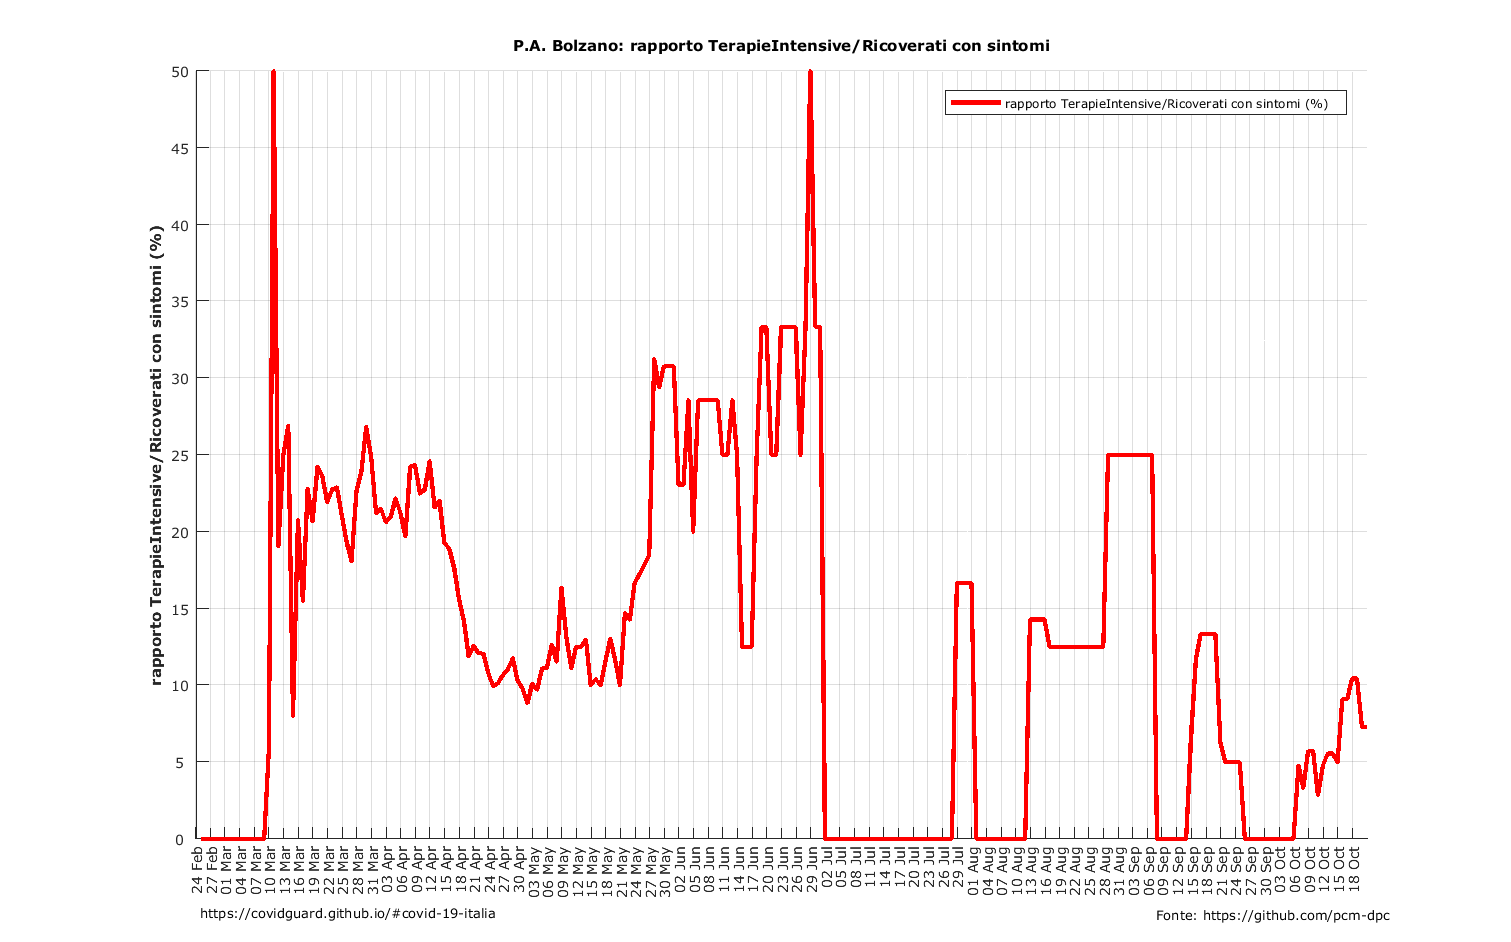 P.A. Bolzano: rapporto TerapieIntensive/Ricoverati con sintomi
rapporto TerapieIntensive/Ricoverati con sintomi (%)
rapporto TerapieIntensive/Ricoverati con sintomi (%)
50
45
40
35
30
25
20
15
10
5
0
24 Feb
27 Feb
01 Mar
04 Mar
07 Mar
10 Mar
13 Mar
16 Mar
19 Mar
22 Mar
25 Mar
28 Mar
31 Mar
03 Apr
06 Apr
09 Apr
12 Apr
15 Apr
18 Apr
21 Apr
24 Apr
27 Apr
30 Apr
03 May
06 May
09 May
12 May
15 May
18 May
21 May
24 May
27 May
30 May
02 Jun
05 Jun
08 Jun
11 Jun
14 Jun
17 Jun
20 Jun
23 Jun
26 Jun
29 Jun
02 Jul
05 Jul
08 Jul
11 Jul
14 Jul
17 Jul
20 Jul
23 Jul
26 Jul
29 Jul
01 Aug
04 Aug
07 Aug
10 Aug
13 Aug
16 Aug
19 Aug
22 Aug
25 Aug
28 Aug
31 Aug
03 Sep
06 Sep
09 Sep
12 Sep
15 Sep
18 Sep
21 Sep
24 Sep
27 Sep
30 Sep
03 Oct
06 Oct
09 Oct
12 Oct
15 Oct
18 Oct
https://covidguard.github.io/#covid-19-italia
Fonte: https://github.com/pcm-dpc